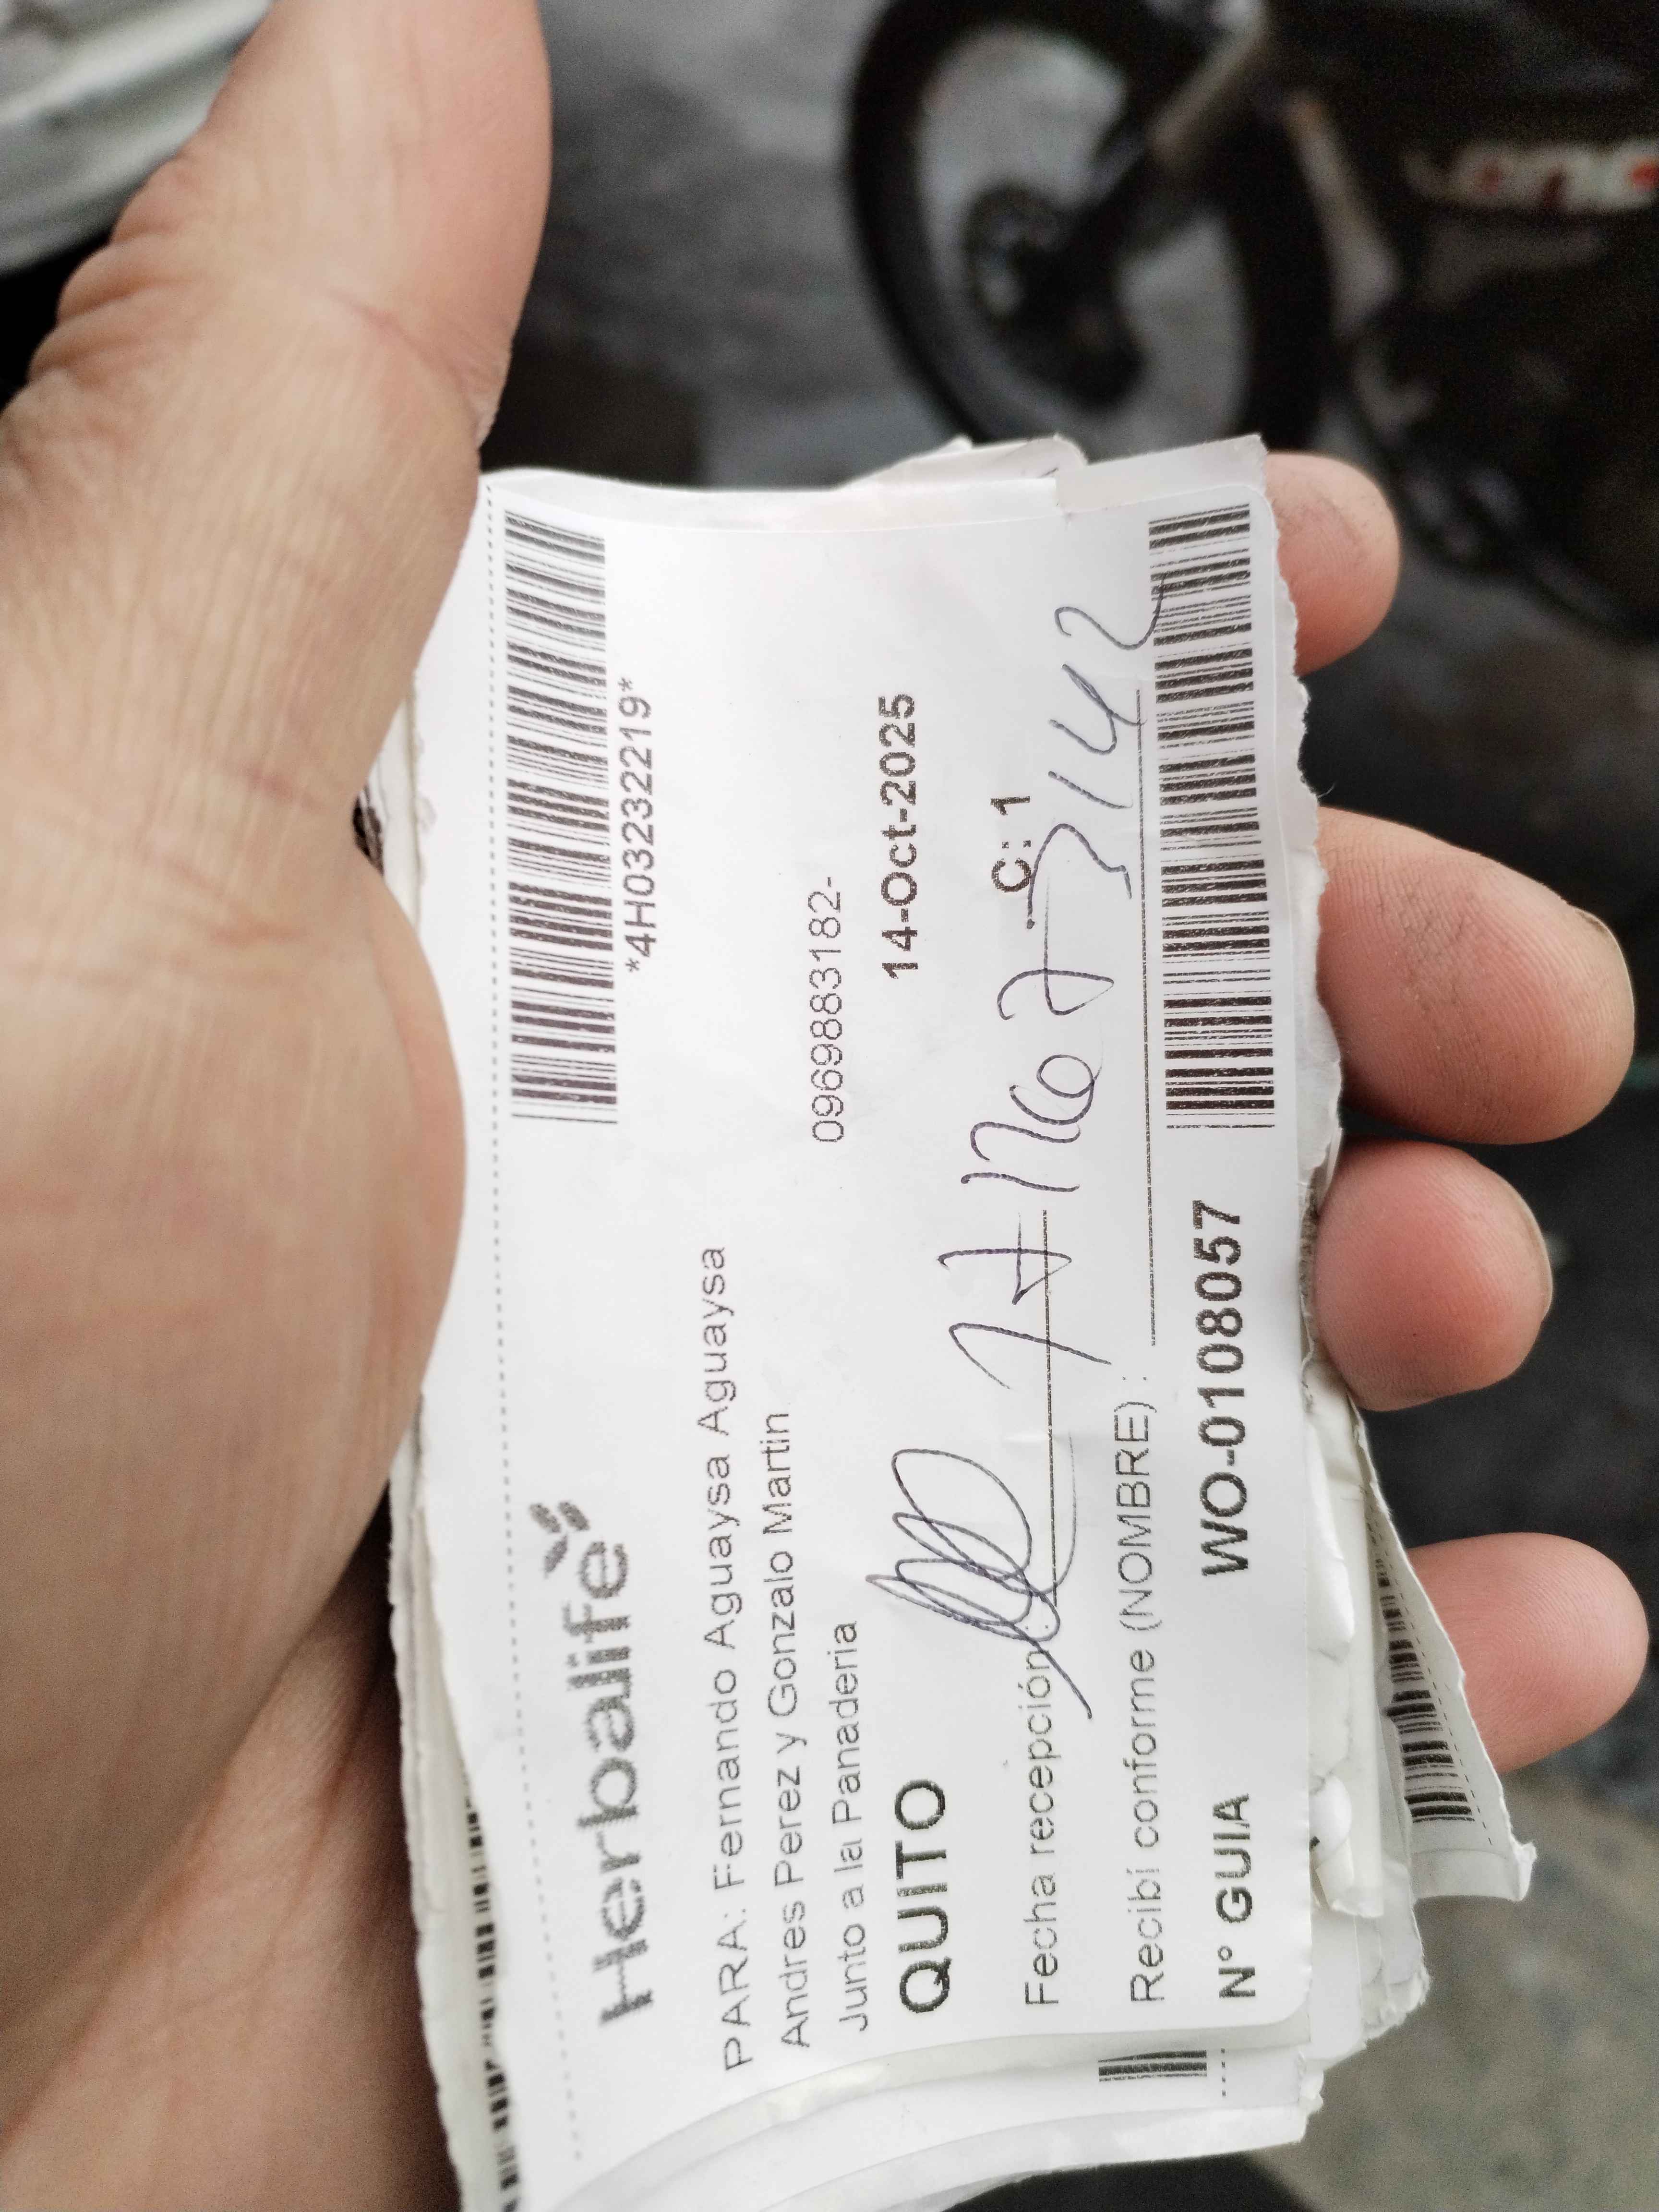 Herbalife
*4H03232219*
PARA: Fernando Aguaysa Aguaysa
Andres Perez y Gonzalo Martin
Junto a la Panaderia
0969883182-
QUITO
14-Oct-2025
Fecha recepción
C: 1
Recibí conforme (NOMBRE) :
N° GUIA
WO-0108057